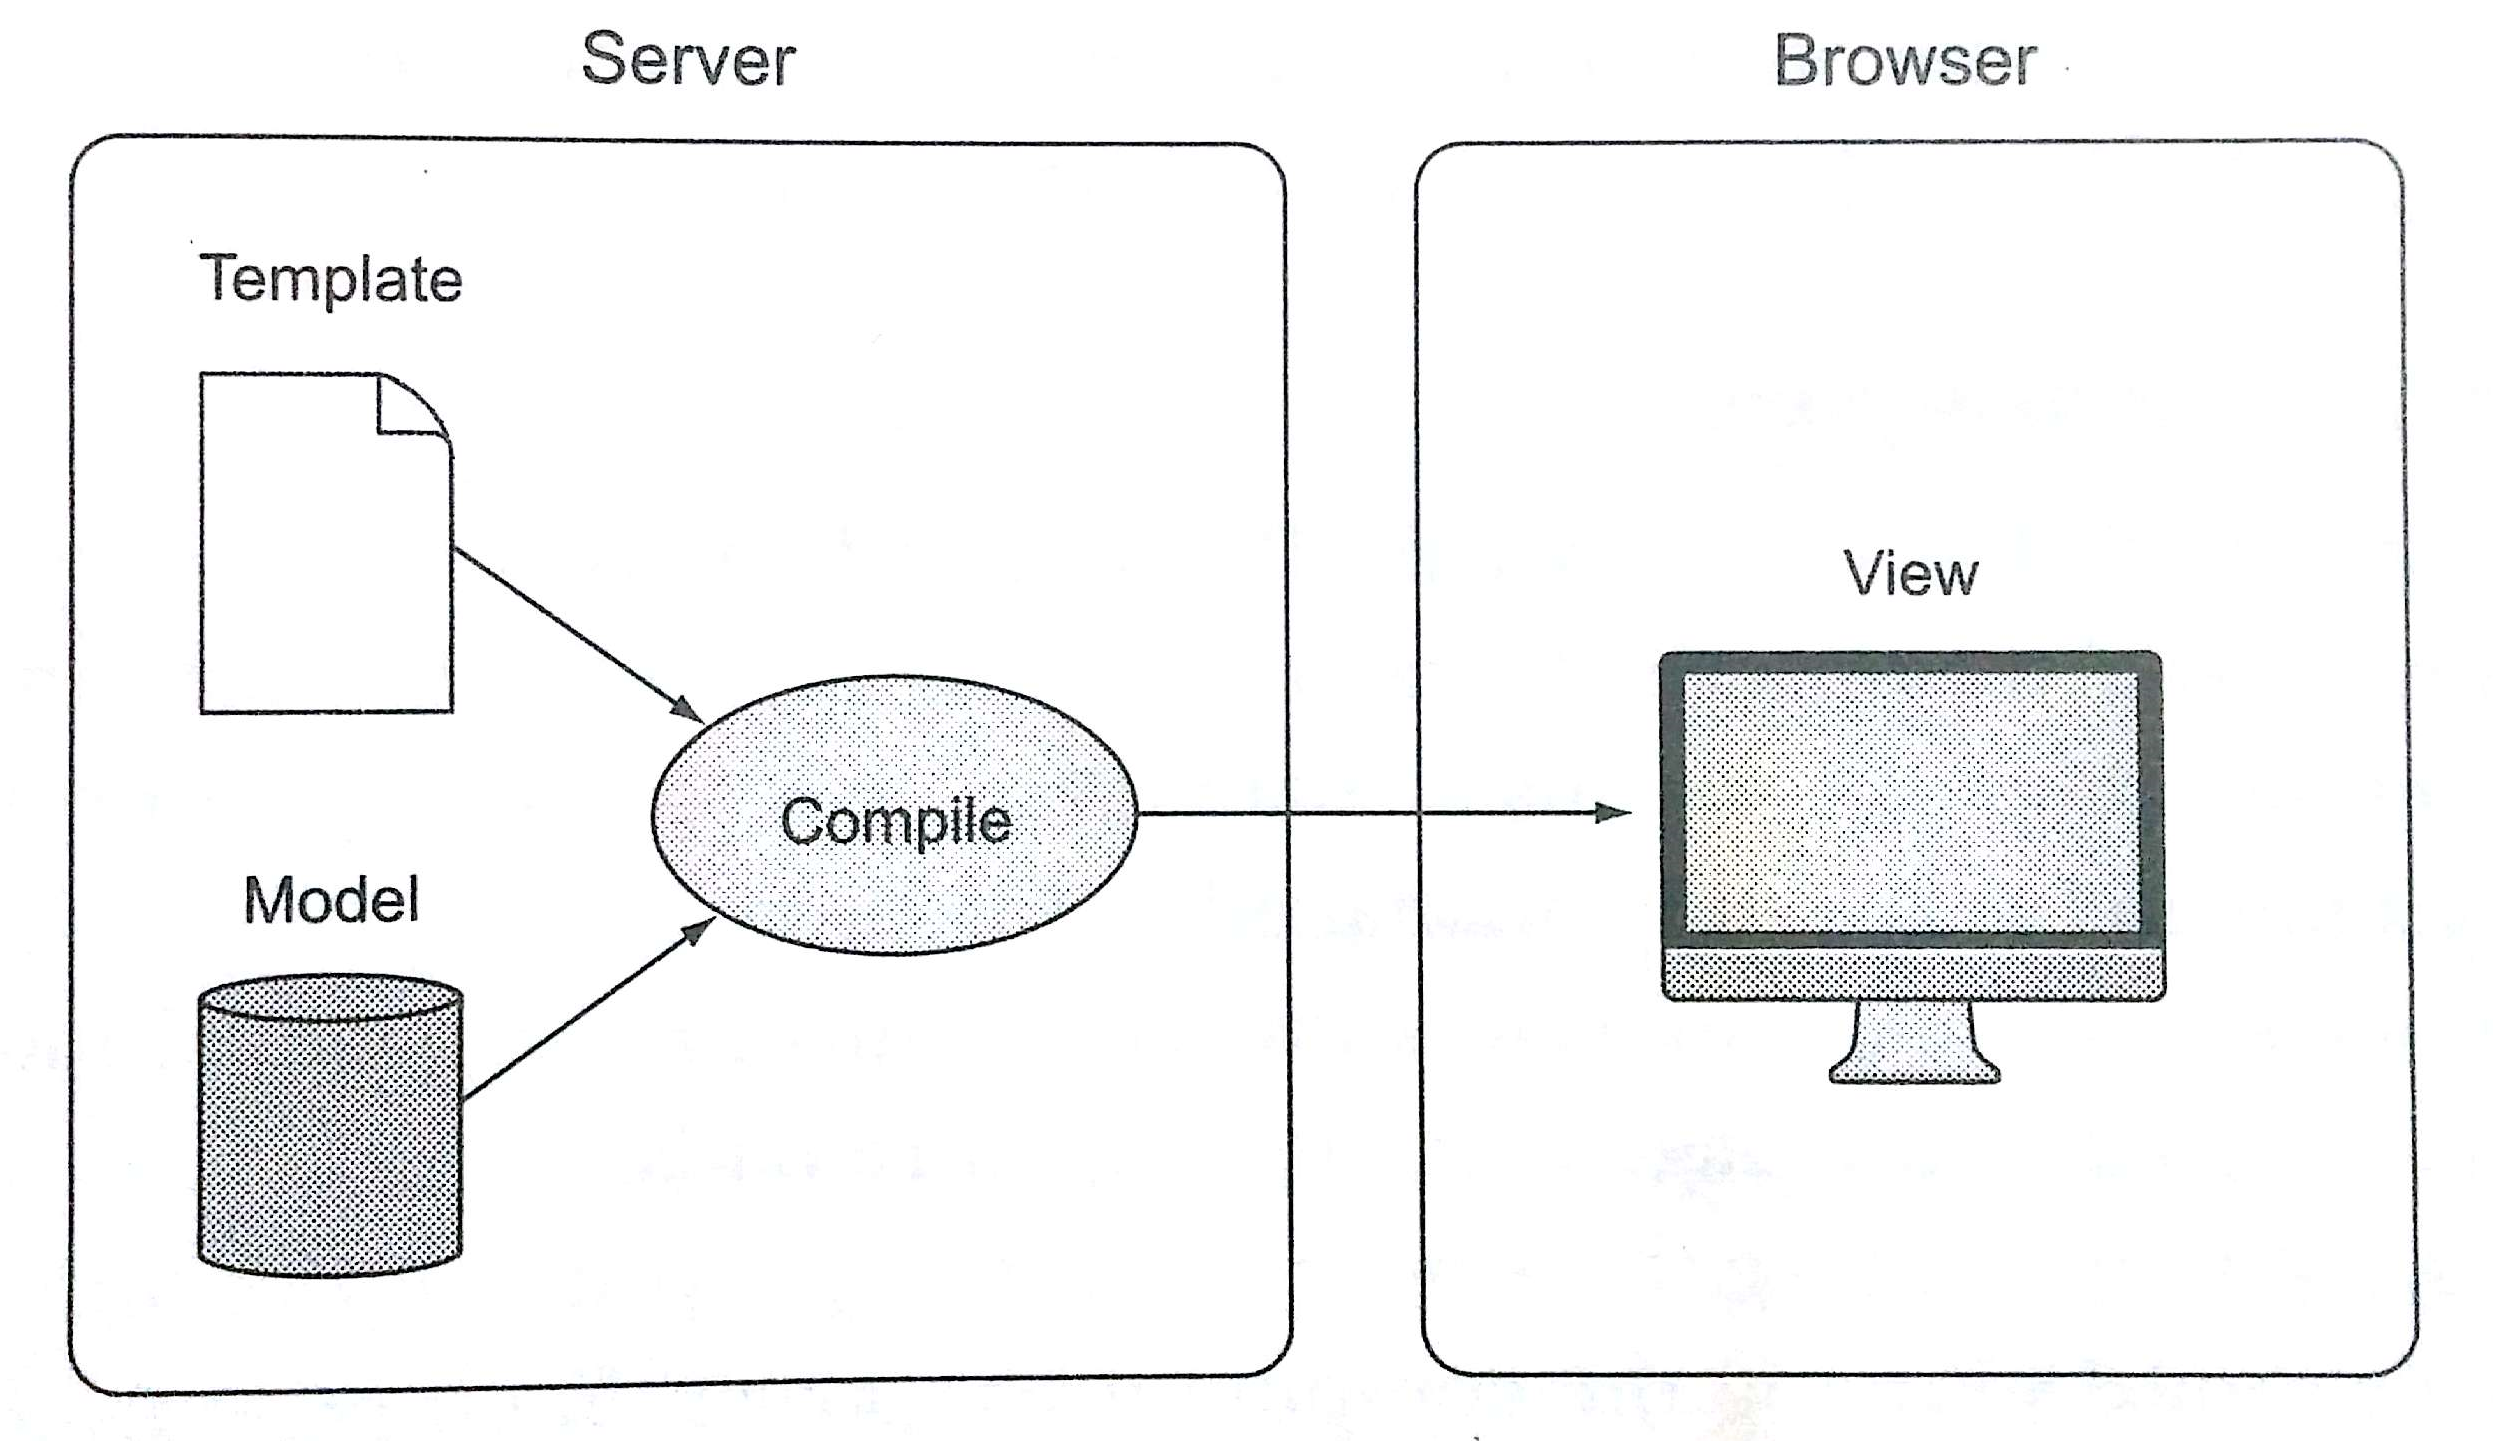 Server
Browser
Template
View
Compile
Model